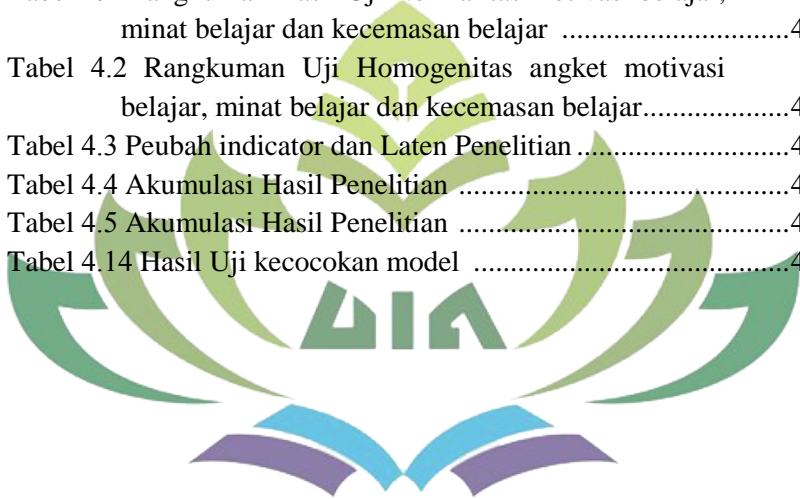 minat belajar dan kecemasan belajar ..................................4
Tabel 4.2 Rangkuman Uji Homogenitas angket motivasi
belajar, minat belajar dan kecemasan belajar......................4
Tabel 4.3 Peubah indicator dan Laten Penelitian ................................4
Tabel 4.4 Akumulasi Hasil Penelitian ..................................................4
Tabel 4.5 Akumulasi Hasil Penelitian ..................................................4
Tabel 4.14 Hasil Uji kecocokan model ................................................4
UIN